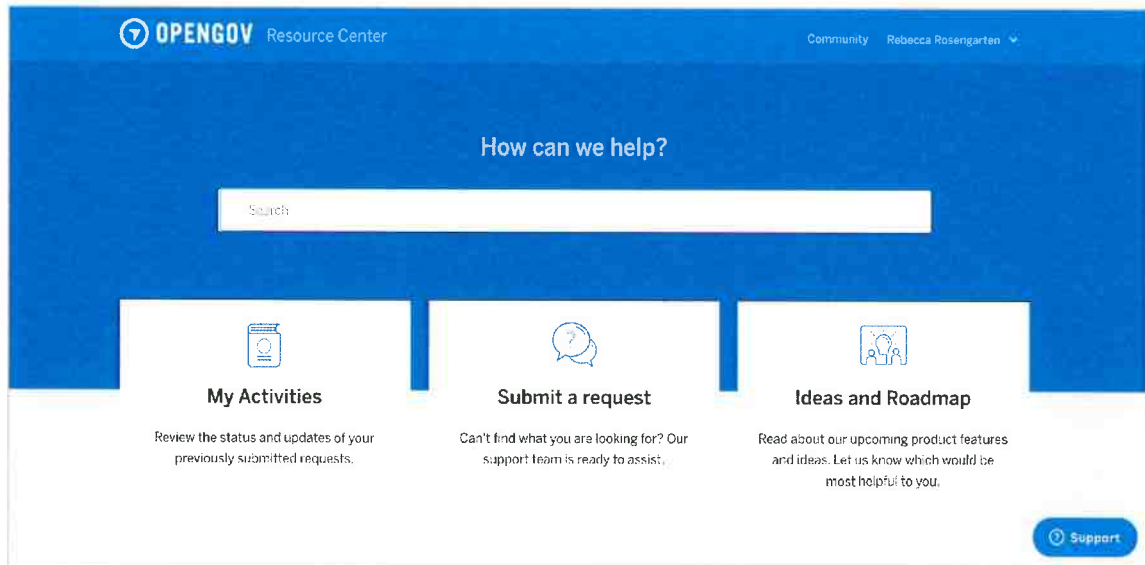 OPENGOV Resource Center
Community Rebecca Rosengarten
How can we help?
Search
My Activities
Review the status and updates of your
previously submitted requests.
Submit a request
Can't find what you are looking for? Our
support team is ready to assist.
Ideas and Roadmap
Read about our upcoming product features
and ideas. Let us know which would be
most helpful to you.
? Support